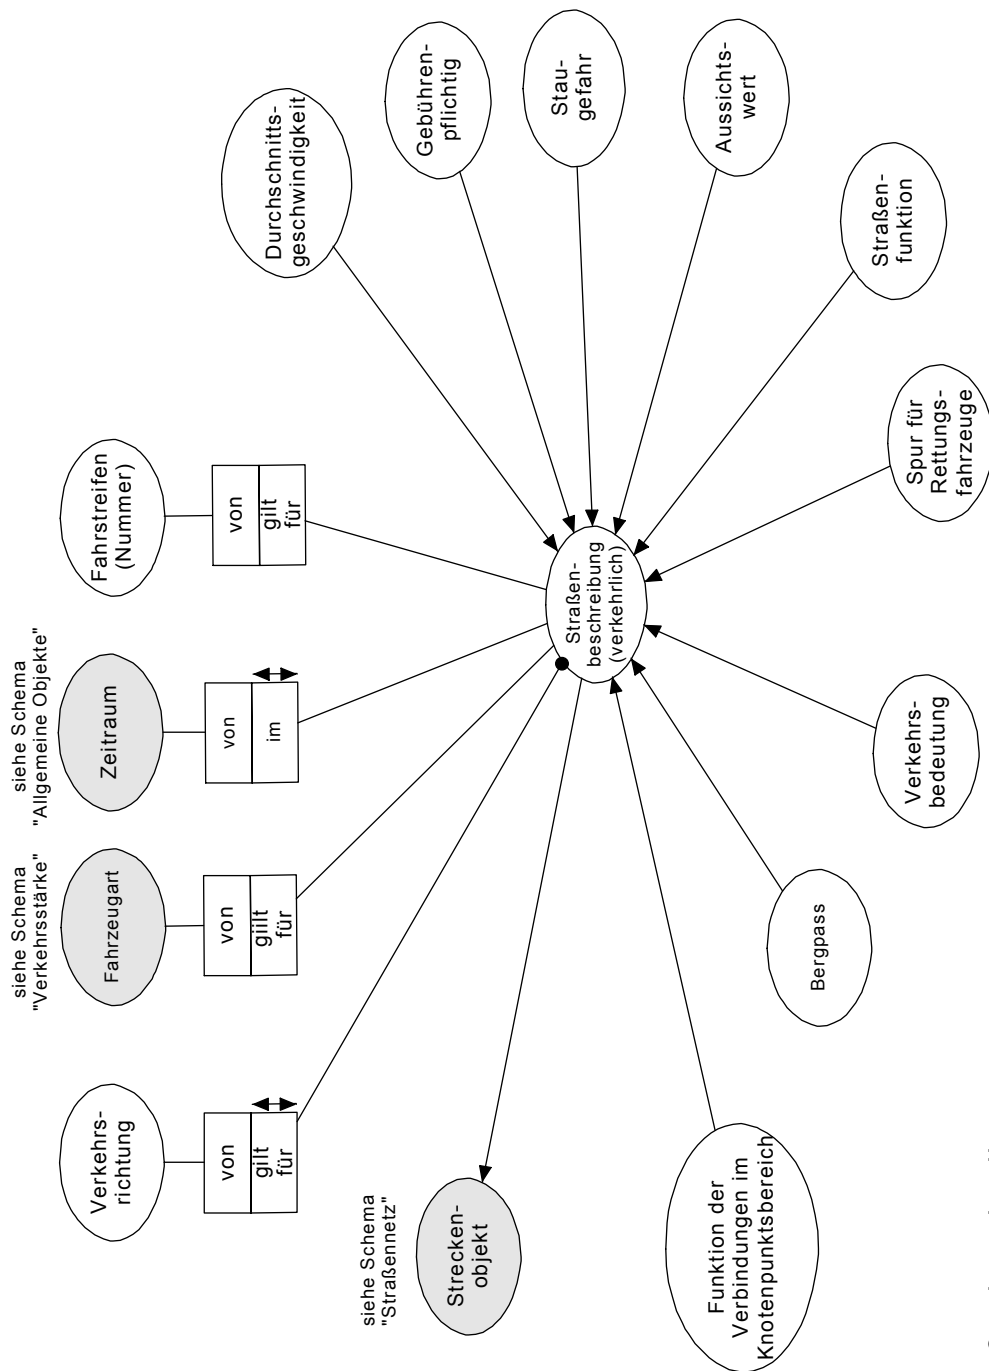 siehe Schema
"Verkehrsstärke"
siehe Schema
"Allgemeine Objekte"
Verkehrs-
richtung
Fahrzeugart
Zeitraum
Fahrstreifen
(Nummer)
von
gilt
für
von
giilt
für
von
im
von
gilt
für
Durchschnitts-
geschwindigkeit
siehe Schema
"Straßennetz"
Strecken-
objekt
Gebühren-
pflichtig
Stau-
gefahr
Straßen-
beschreibung
(verkehrlich)
Aussichts-
wert
Funktion der
Verbindungen im
Knotenpunktsbereich
Bergpass
Verkehrs-
bedeutung
Spur für
Rettungs-
fahrzeuge
Straßen-
funktion